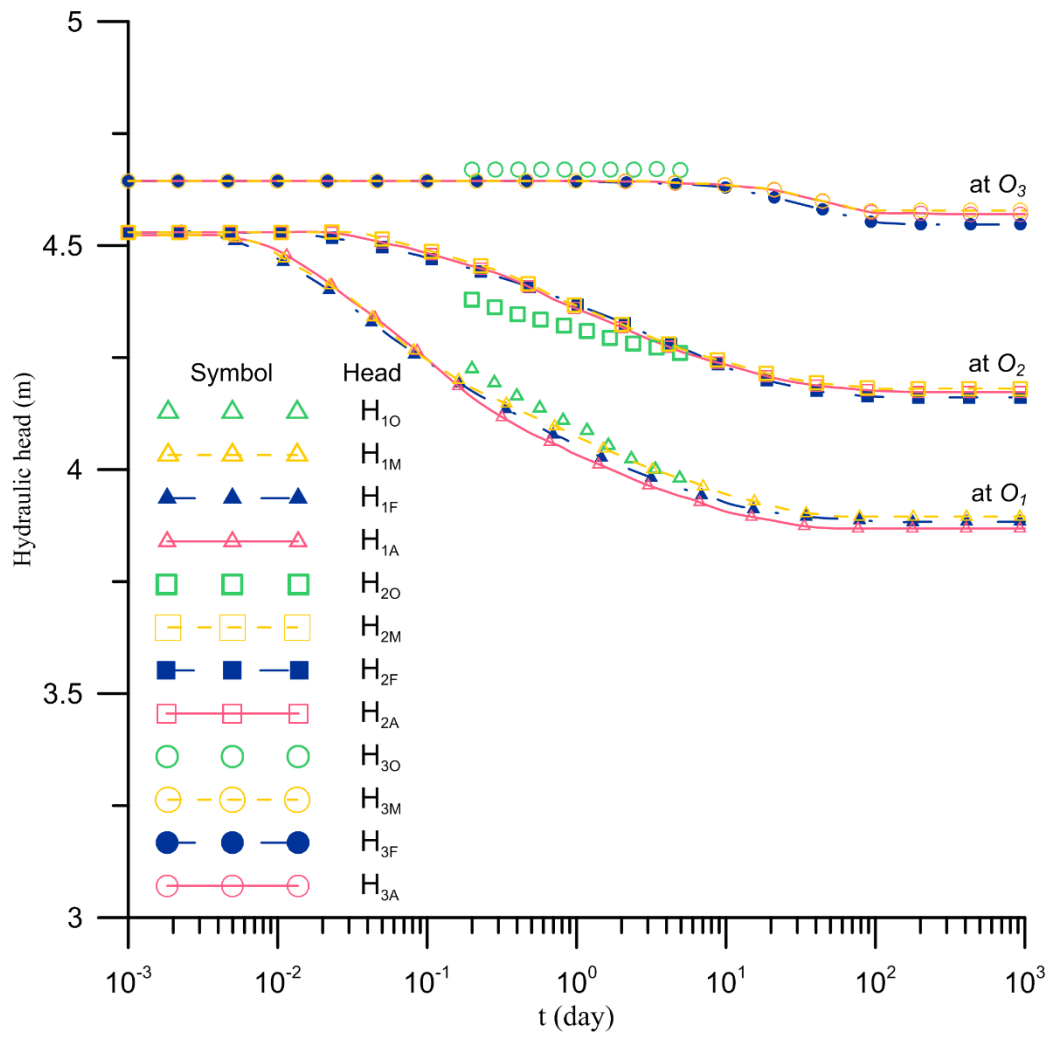 5
4.5
4
3.5
3
Hydraulic head (m)
at O₃
at O₂
at O₁
Symbol Head
H₁O
H₁M
H₁F
H₁A
H₂O
H₂M
H₂F
H₂A
H₃O
H₃M
H₃F
H₃A
10⁻³ 10⁻² 10⁻¹ 10⁰ 10¹ 10² 10³
t (day)